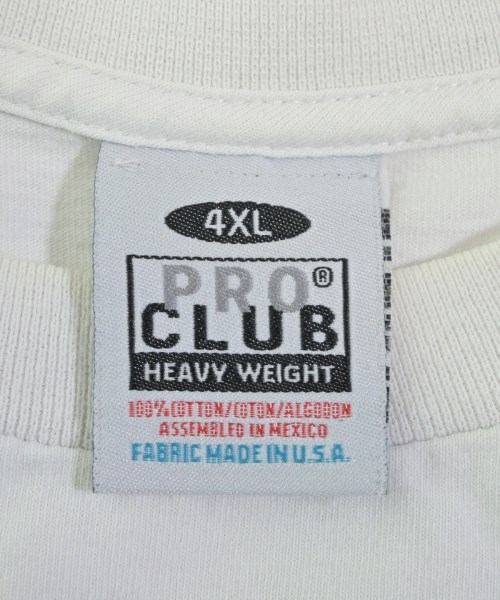 4XL
PRO®
CLUB
HEAVY WEIGHT
100% COTTON/COTON/ALGODON
ASSEMBLED IN MEXICO
FABRIC MADE IN U.S.A.